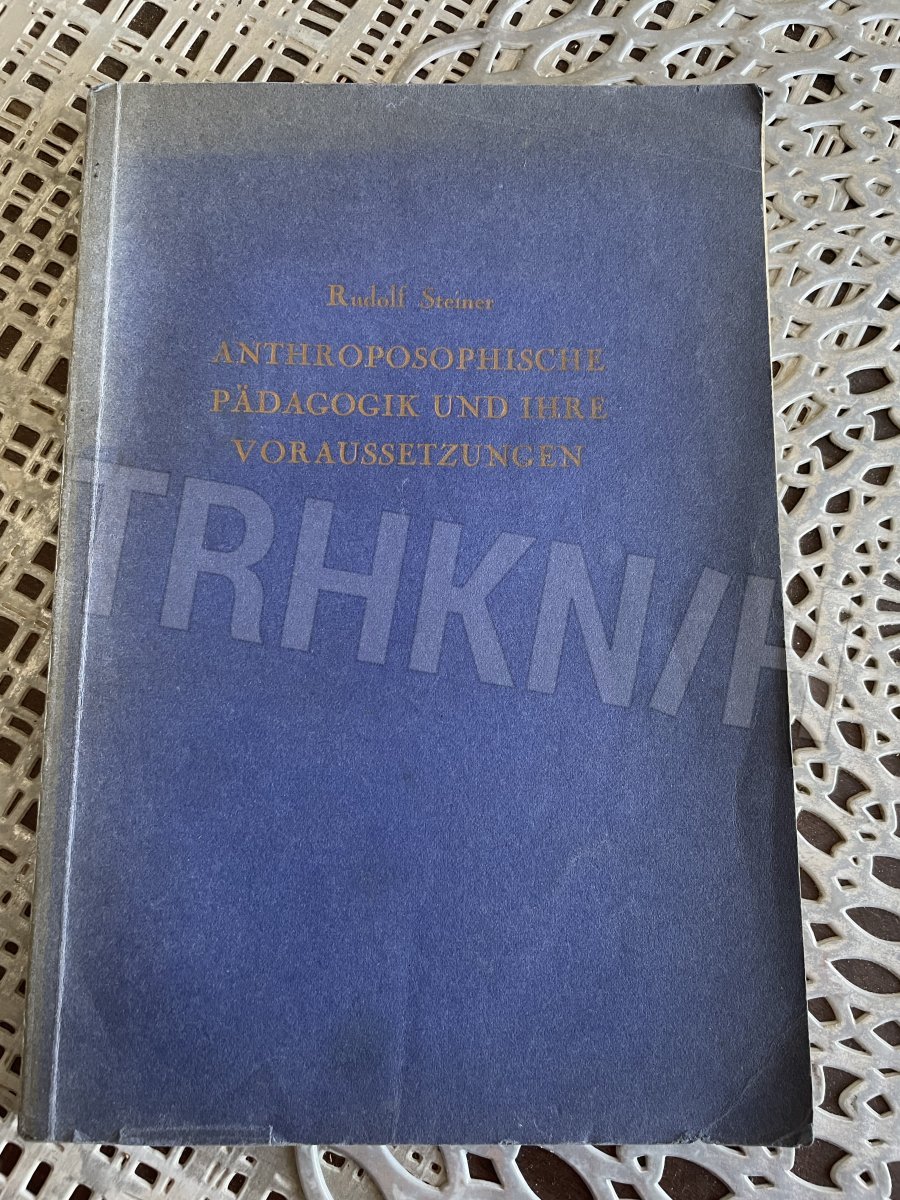 Rudolf Steiner
ANTHROPOSOPHISCHE
PÄDAGOGIK UND IHRE
VORAUSSETZUNGEN
TRHKN/H